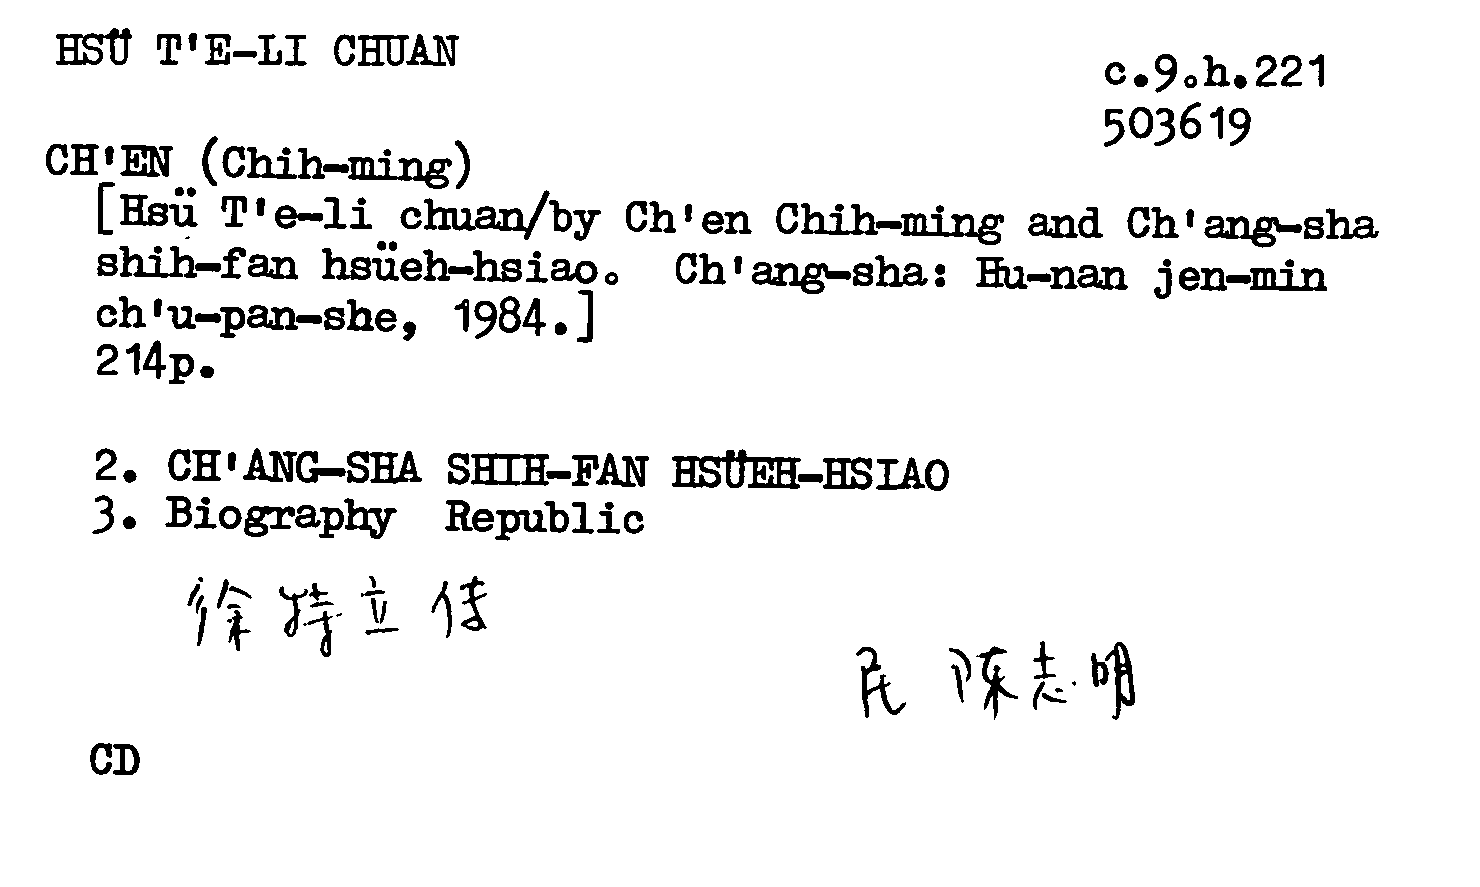 HSÜ T'E-LI CHUAN
c.9.h.221
503619
CH'EN (Chih-ming)
[Hsü T'e-li chuan/by Ch'en Chih-ming and Ch'ang-sha
shih-fan hsüeh-hsiao. Ch'ang-sha: Hu-nan jen-min
ch'u-pan-she, 1984.]
214p.
2. CH'ANG-SHA SHIH-FAN HSÜEH-HSIAO
3. Biography Republic
徐特立传
民 陈志明
CD